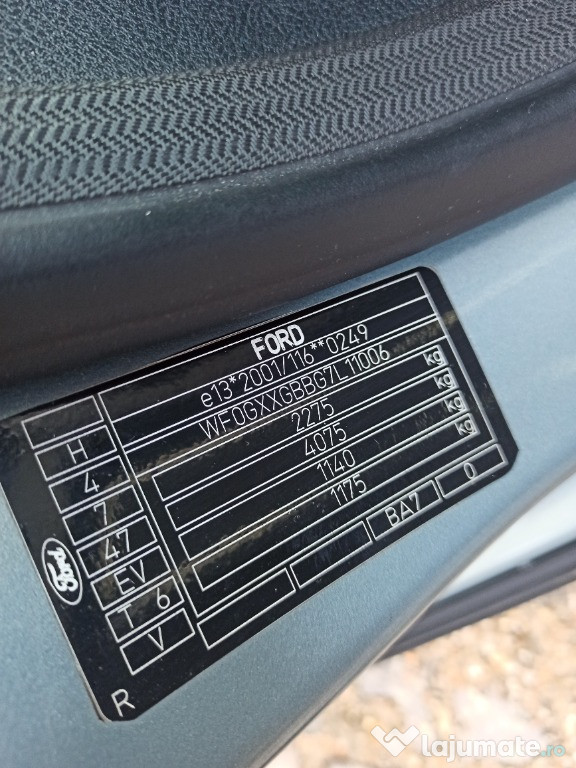 FORD
e13*2001/116**0249
WF0GXXGBBG7L11006
2275 kg
4075 kg
1140 kg
1175
BA7 0
H
4
7
47
EV
T 6
V
Ford
R
lajumate.ro